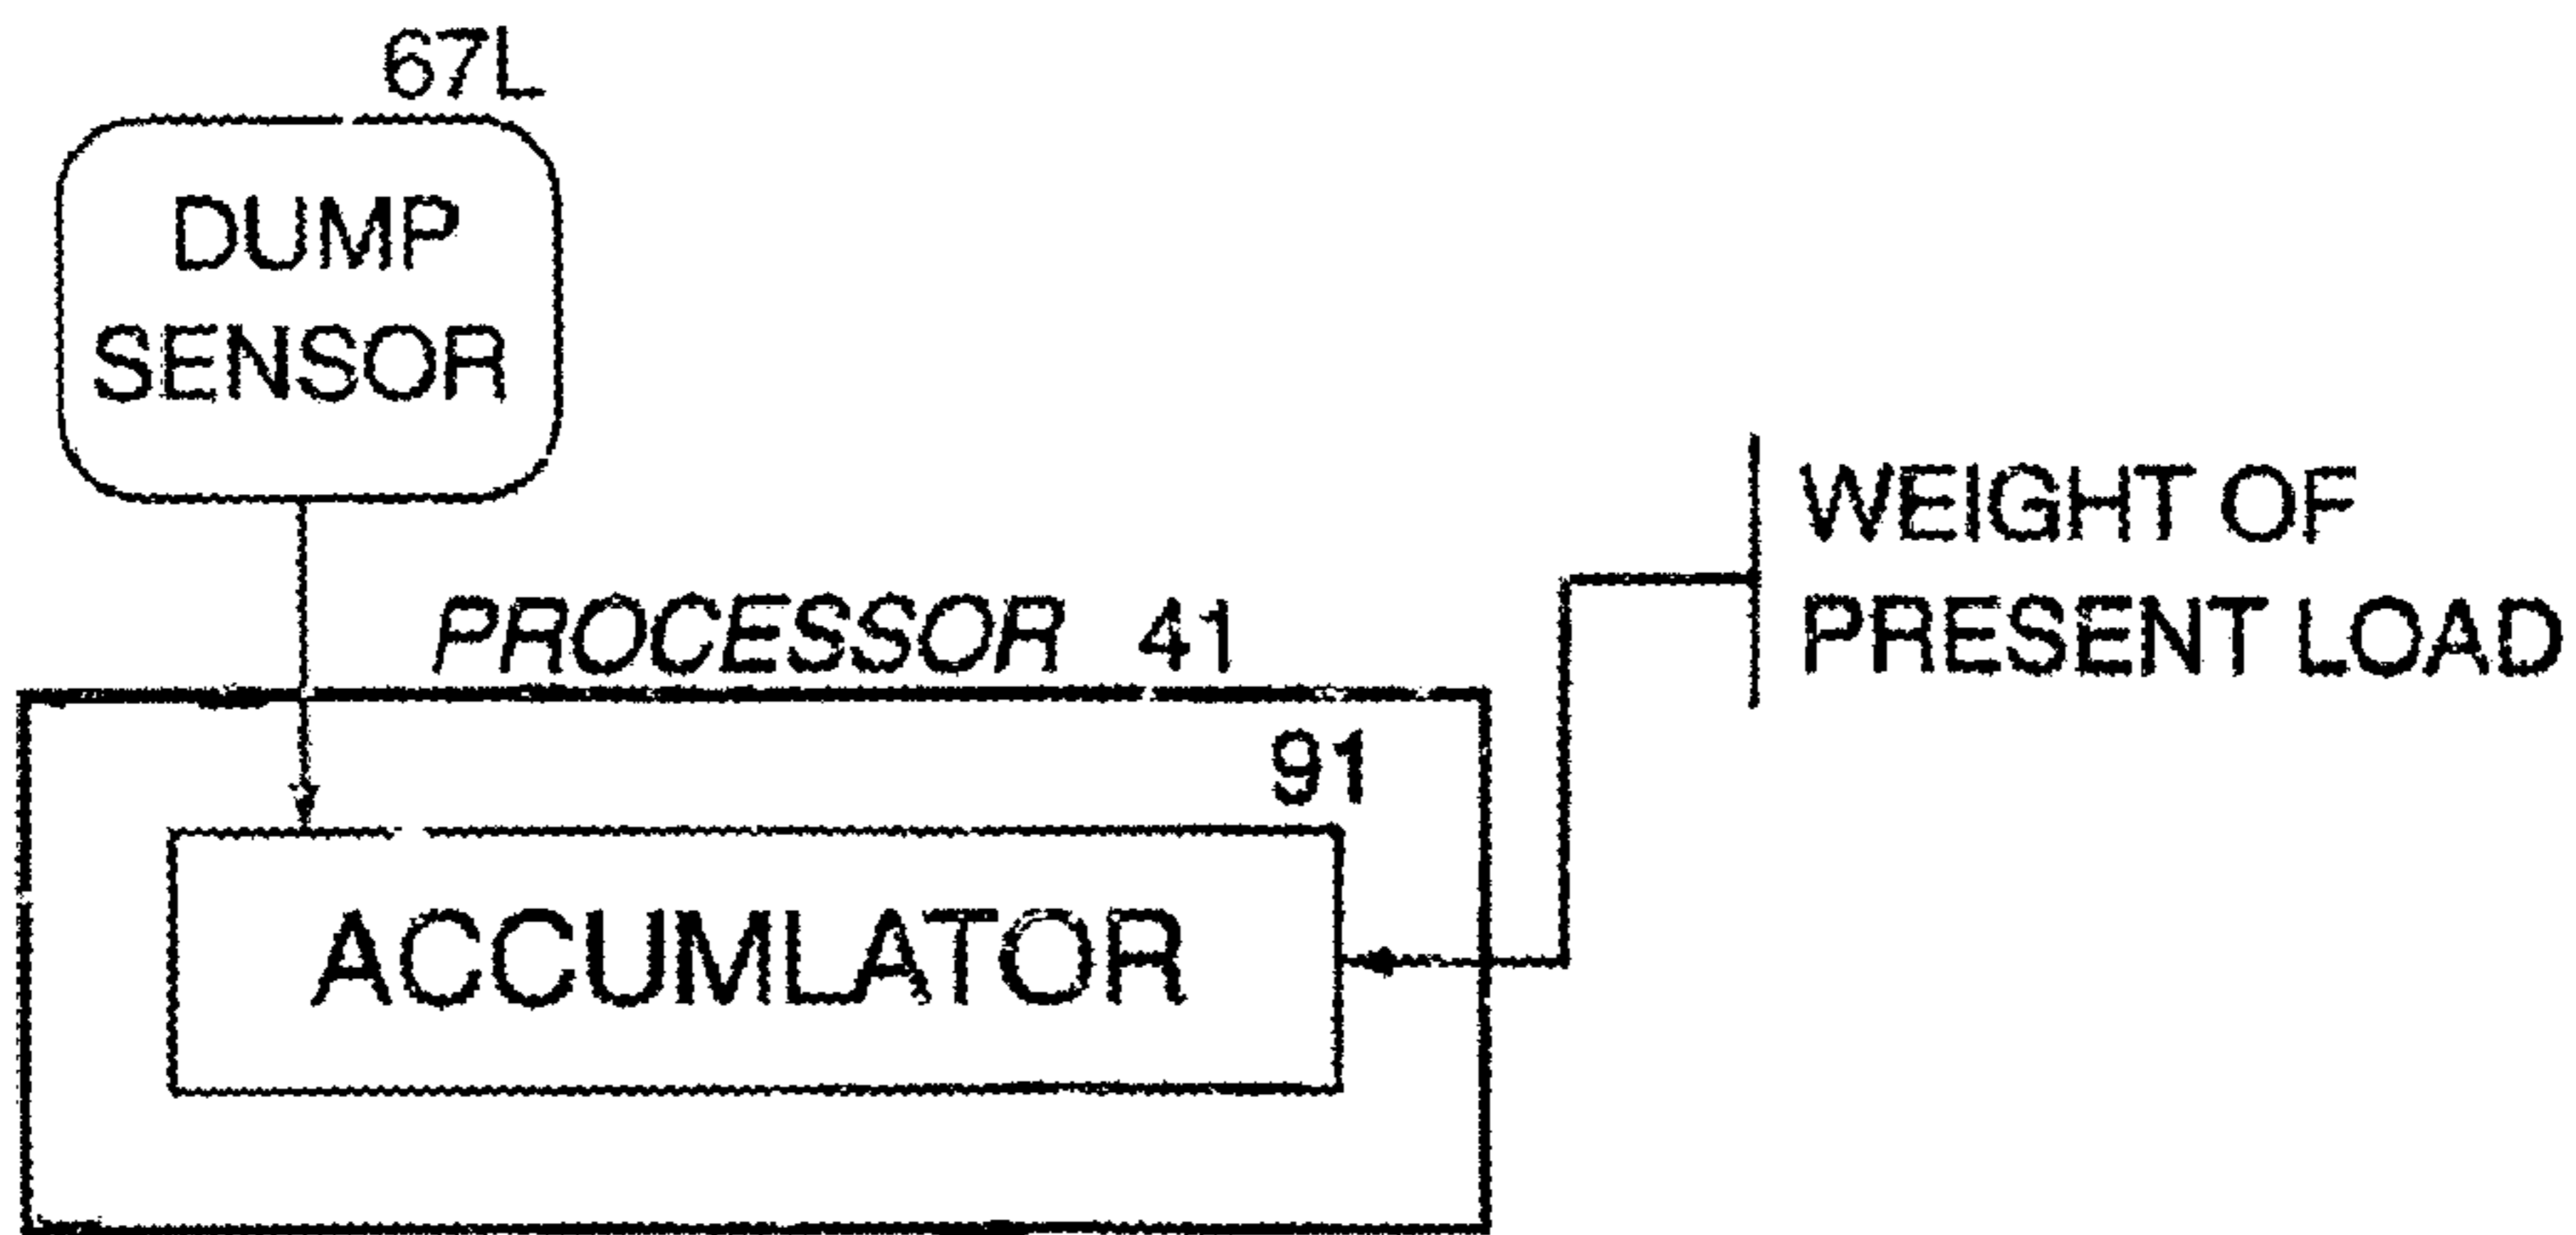 67L
DUMP
SENSOR
WEIGHT OF
PRESENT LOAD
PROCESSOR 41
91
ACCUMLATOR